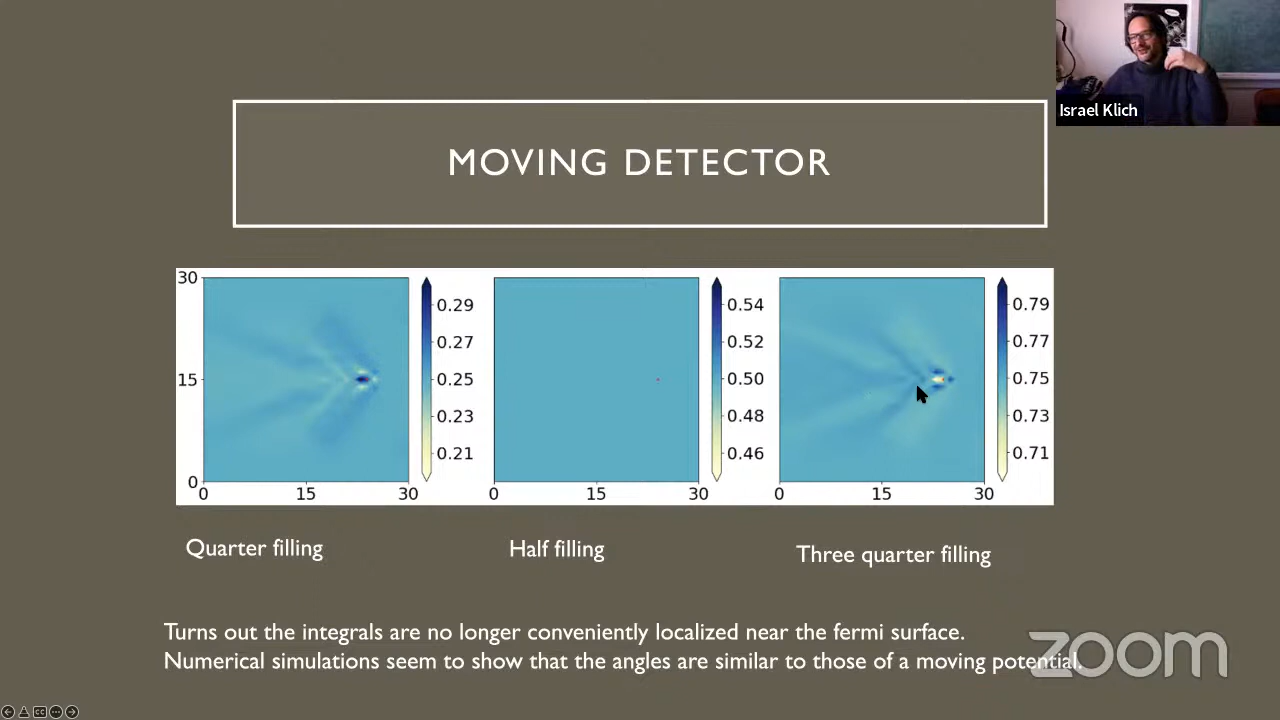 Israel Klich
MOVING DETECTOR
30
15
0
0 15 30
0.29
0.27
0.25
0.23
0.21
0 15 30
0.54
0.52
0.50
0.48
0.46
0 15 30
0.79
0.77
0.75
0.73
0.71
Quarter filling
Half filling
Three quarter filling
Turns out the integrals are no longer conveniently localized near the fermi surface.
Numerical simulations seem to show that the angles are similar to those of a moving potential.
zoom